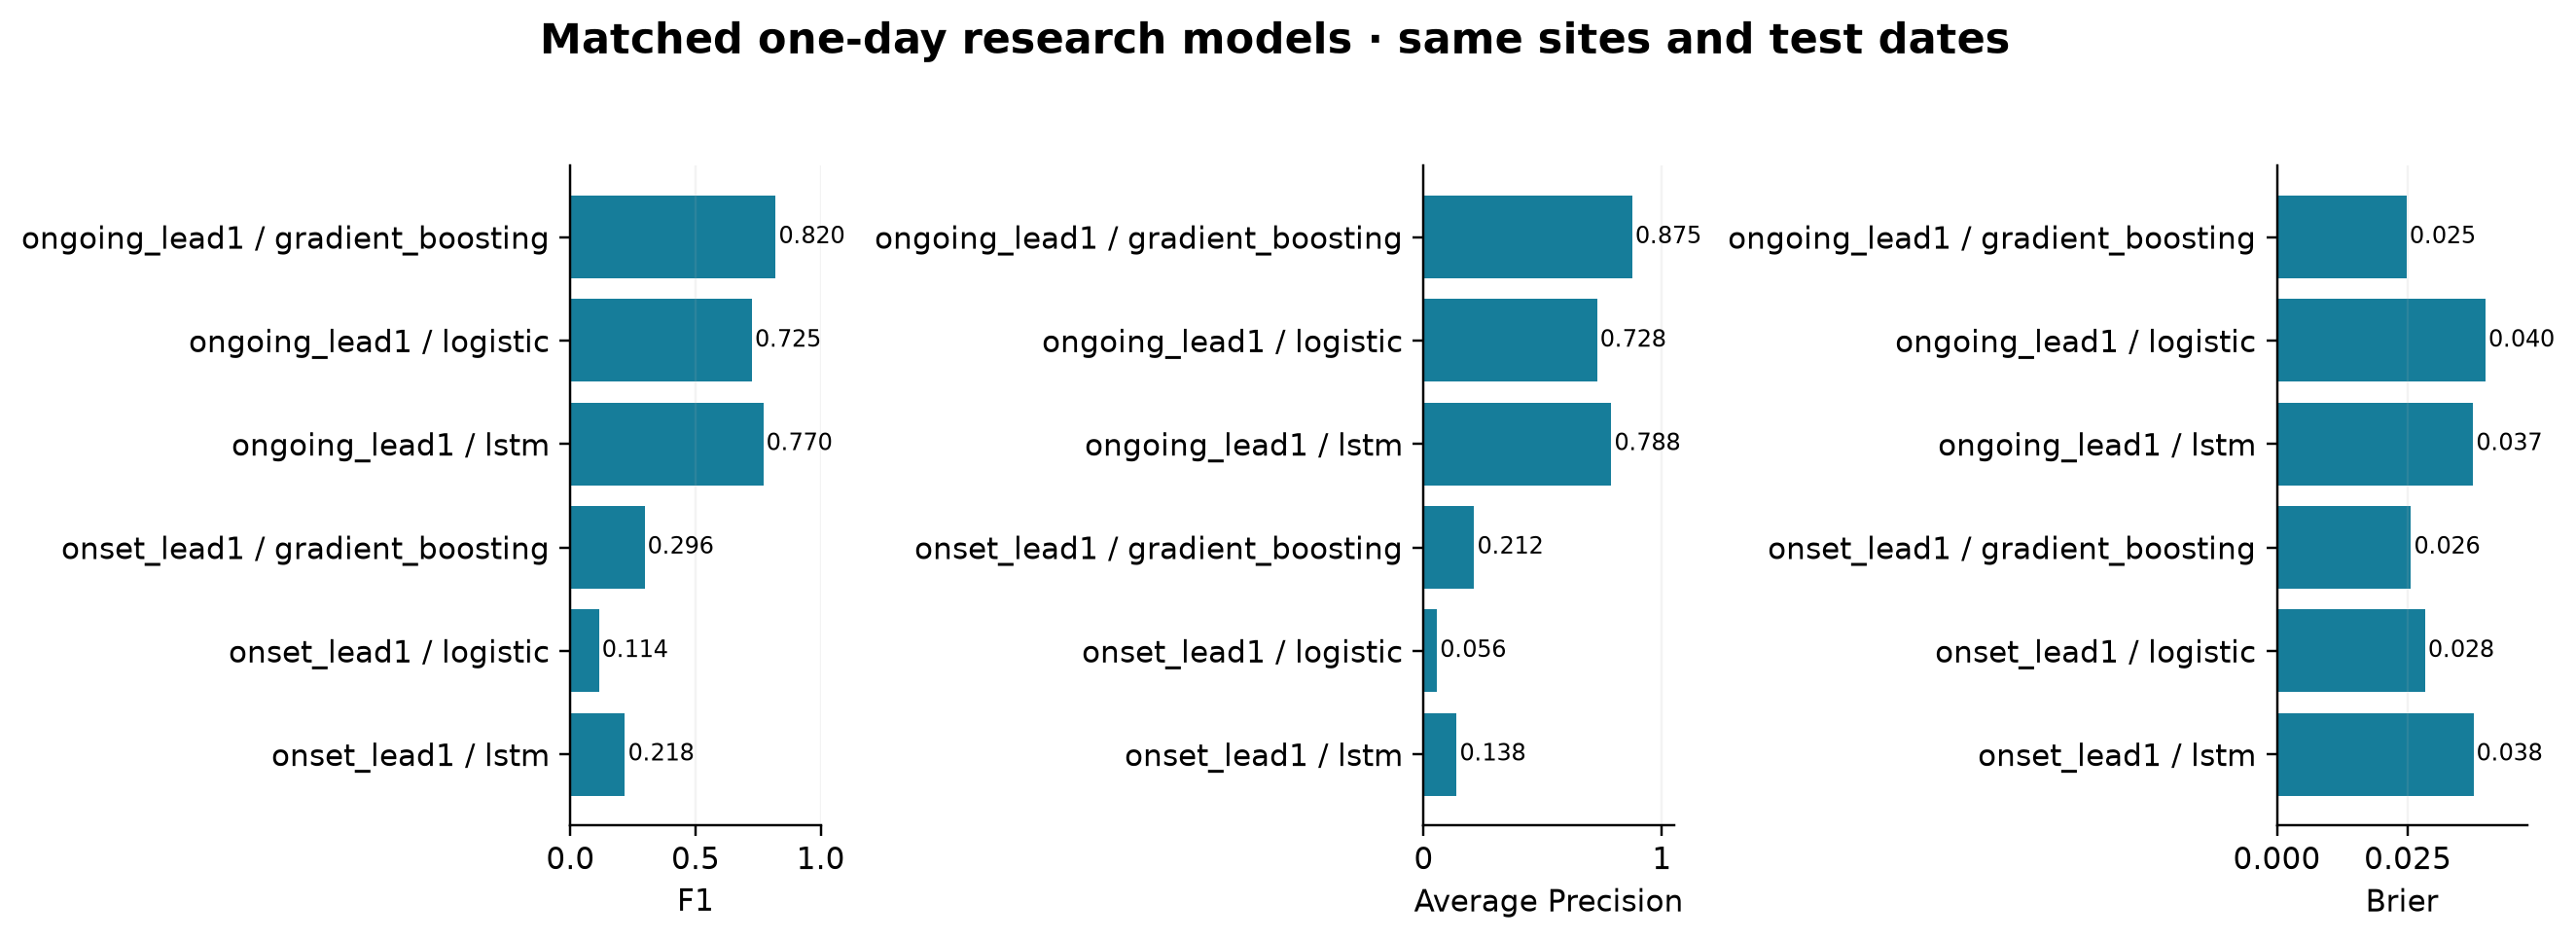 Matched one-day research models · same sites and test dates
ongoing_lead1 / gradient_boosting
0.820
ongoing_lead1 / logistic
0.725
ongoing_lead1 / lstm
0.770
onset_lead1 / gradient_boosting
0.296
onset_lead1 / logistic
0.114
onset_lead1 / lstm
0.218
0.0 0.5 1.0
F1
ongoing_lead1 / gradient_boosting
0.875
ongoing_lead1 / logistic
0.728
ongoing_lead1 / lstm
0.788
onset_lead1 / gradient_boosting
0.212
onset_lead1 / logistic
0.056
onset_lead1 / lstm
0.138
0 1
Average Precision
ongoing_lead1 / gradient_boosting
0.025
ongoing_lead1 / logistic
0.040
ongoing_lead1 / lstm
0.037
onset_lead1 / gradient_boosting
0.026
onset_lead1 / logistic
0.028
onset_lead1 / lstm
0.038
0.000 0.025
Brier